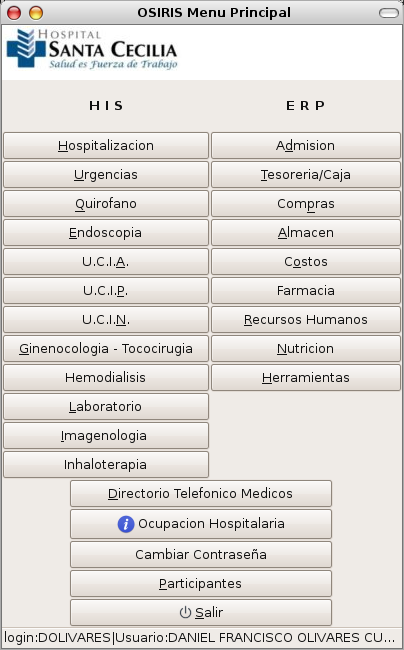 OSIRIS Menu Principal
HOSPITAL
SANTA CECILIA
Salud es Fuerza de Trabajo
H I S
E R P
Hospitalizacion
Admision
Urgencias
Tesoreria/Caja
Quirofano
Compras
Endoscopia
Almacen
U.C.I.A.
Costos
U.C.I.P.
Farmacia
U.C.I.N.
Recursos Humanos
Ginenocologia - Tococirugia
Nutricion
Hemodialisis
Herramientas
Laboratorio
Imagenologia
Inhaloterapia
Directorio Telefonico Medicos
Ocupacion Hospitalaria
Cambiar Contraseña
Participantes
Salir
login:DOLIVARES|Usuario:DANIEL FRANCISCO OLIVARES CU...